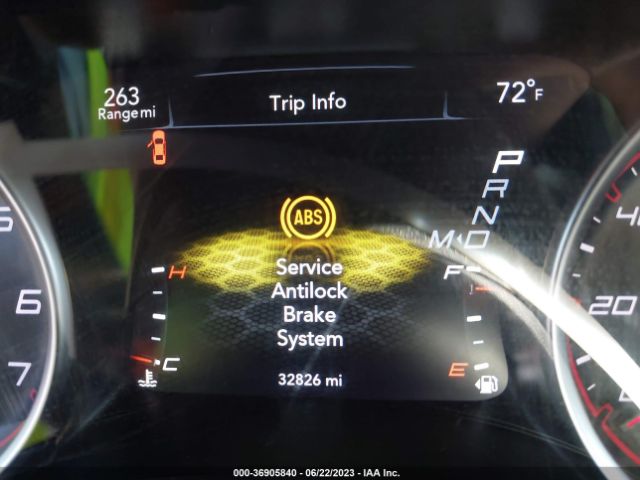 263
Range mi
Trip Info
72°F
P
R
N
M D
ABS
Service
Antilock
Brake
System
H
C
F
E
32826 mi
6
7
20
000-36905840 - 06/22/2023 - IAA Inc.